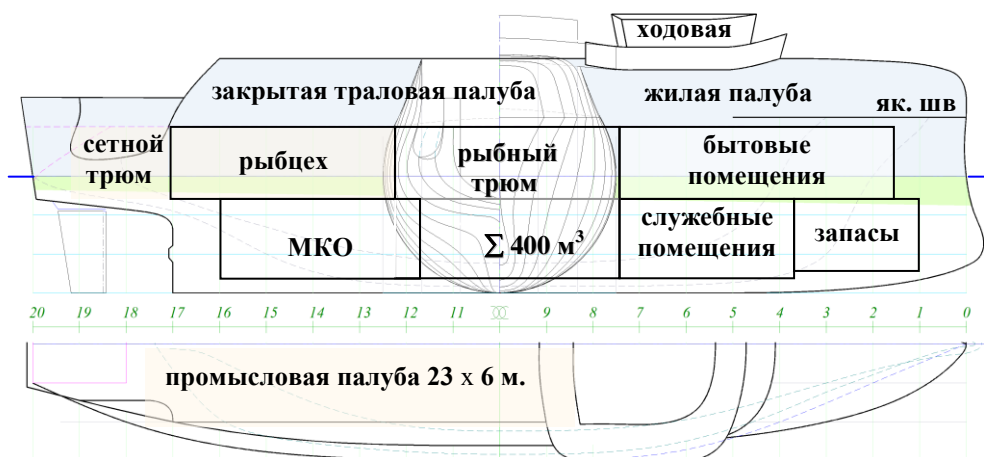 ходовая
закрытая траловая палуба
жилая палуба
як. шв
сетной
трюм
рыбцех
рыбный
трюм
бытовые
помещения
МКО
∑ 400 м³
служебные
помещения
запасы
20 19 18 17 16 15 14 13 12 11 9 8 7 6 5 4 3 2 1 0
промысловая палуба 23 x 6 м.